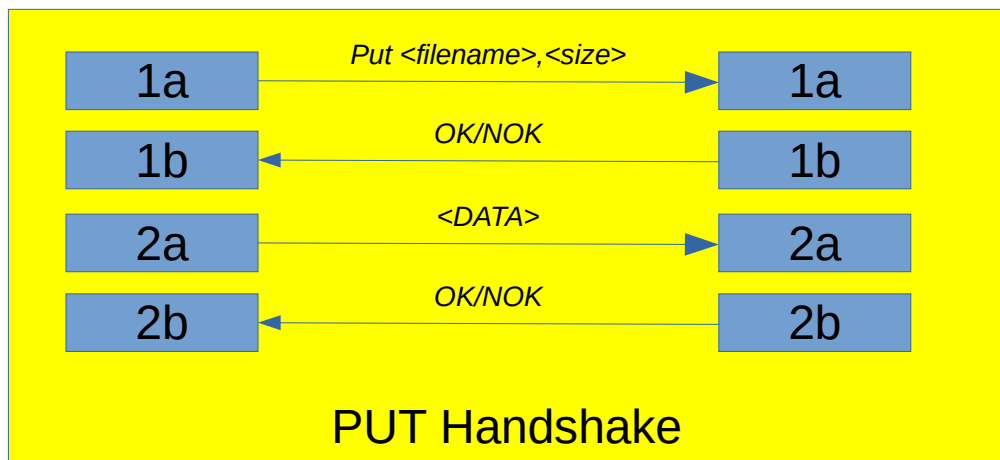 Put <filename>,<size>
1a 1a
OK/NOK
1b 1b
<DATA>
2a 2a
OK/NOK
2b 2b
PUT Handshake